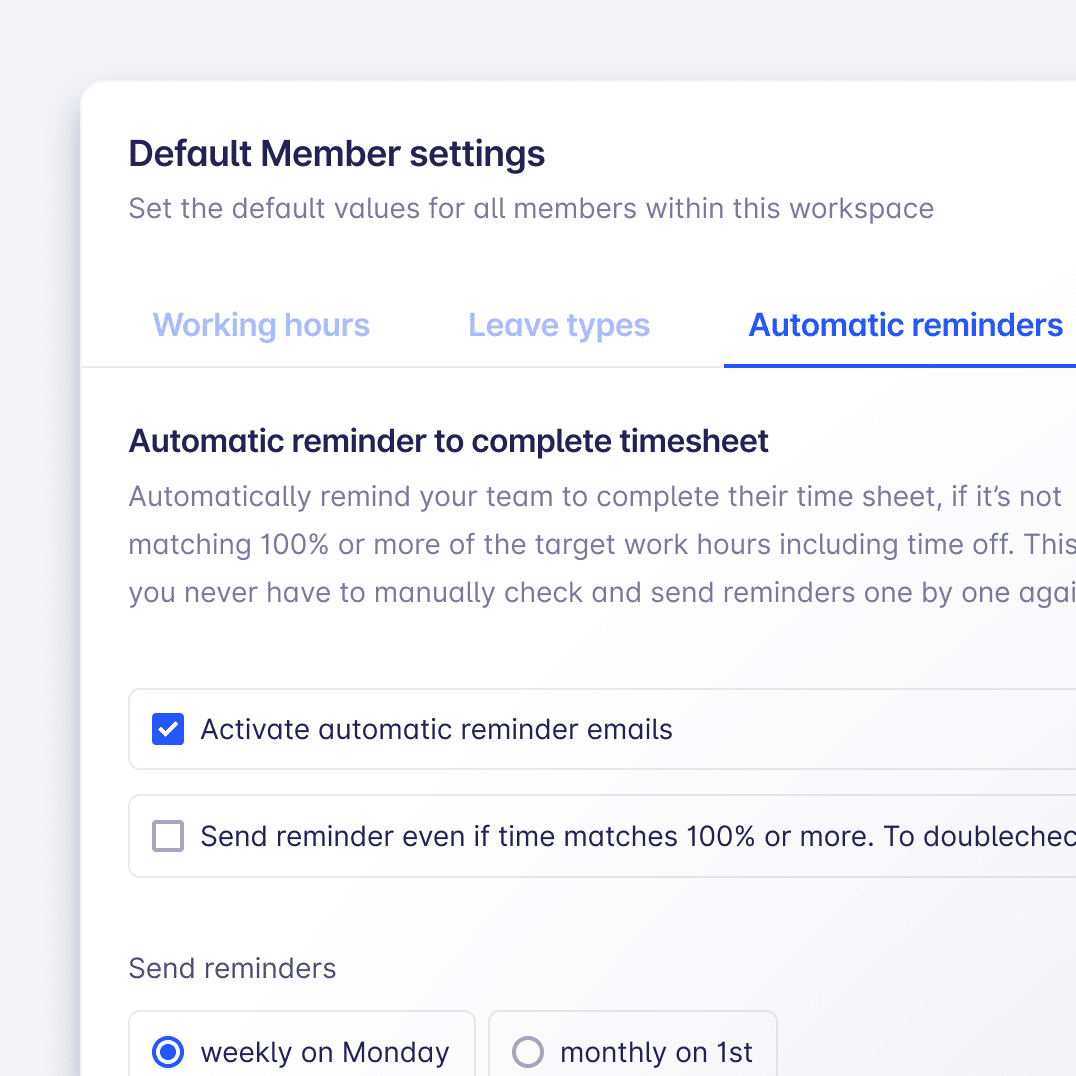 Default Member settings
Set the default values for all members within this workspace
Working hours
Leave types
Automatic reminders
Automatic reminder to complete timesheet
Automatically remind your team to complete their time sheet, if it’s not
matching 100% or more of the target work hours including time off. This
you never have to manually check and send reminders one by one agai
Activate automatic reminder emails
Send reminder even if time matches 100% or more. To doublechec
Send reminders
weekly on Monday
monthly on 1st